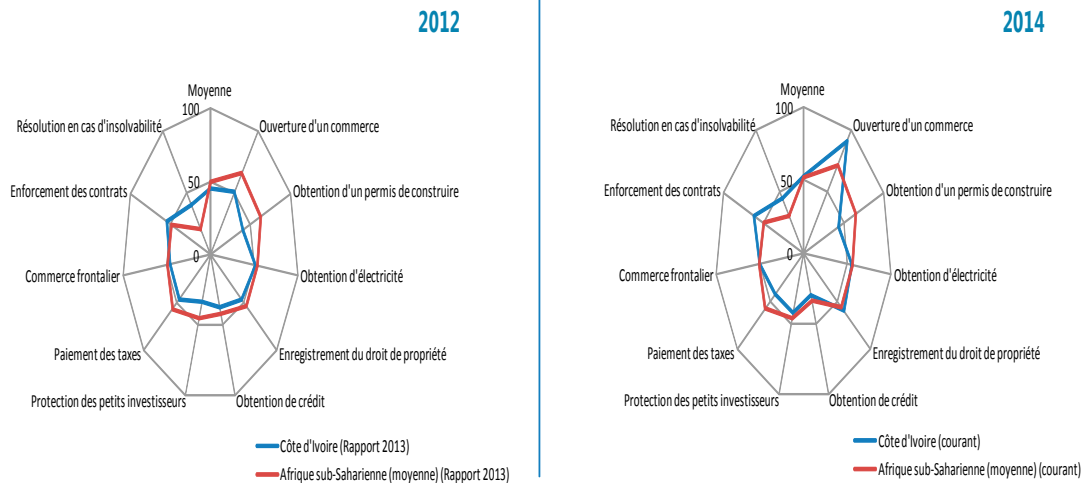 2012
Moyenne
100
Ouverture d'un commerce
Résolution en cas d'insolvabilité
50
Enforcement des contrats
Obtention d'un permis de construire
0
Commerce frontalier
Obtention d'électricité
Paiement des taxes
Enregistrement du droit de propriété
Protection des petits investisseurs
Obtention de crédit
Côte d'Ivoire (Rapport 2013)
Afrique sub-Saharienne (moyenne) (Rapport 2013)
2014
Moyenne
100
Ouverture d'un commerce
Résolution en cas d'insolvabilité
50
Enforcement des contrats
Obtention d'un permis de construire
0
Commerce frontalier
Obtention d'électricité
Paiement des taxes
Enregistrement du droit de propriété
Protection des petits investisseurs
Obtention de crédit
Côte d'Ivoire (courant)
Afrique sub-Saharienne (moyenne) (courant)